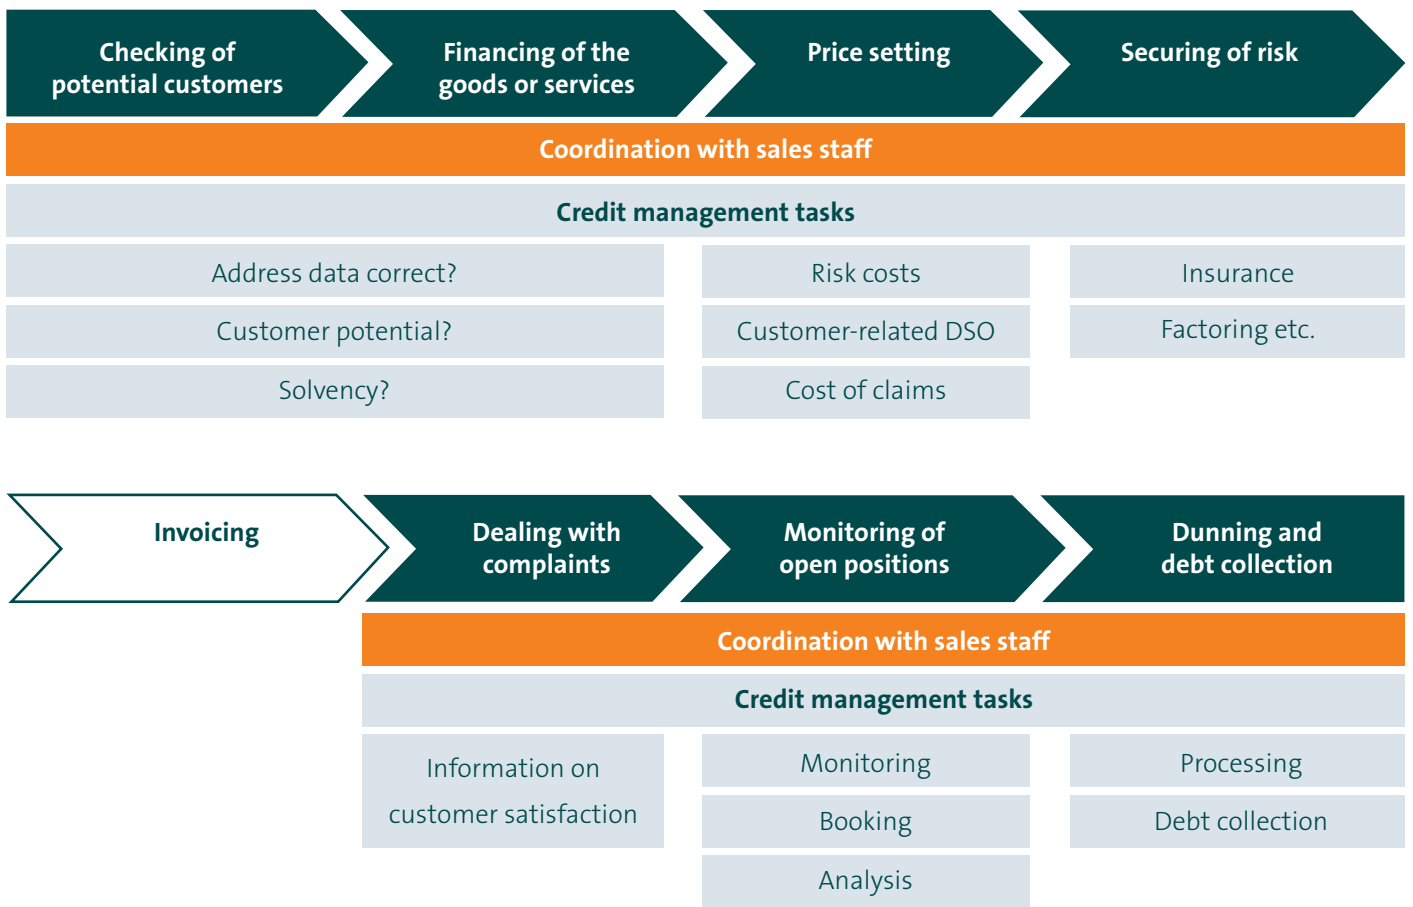 Checking of
potential customers
Financing of the
goods or services
Price setting
Securing of risk
Coordination with sales staff
Credit management tasks
Address data correct?
Customer potential?
Solvency?
Risk costs
Customer-related DSO
Cost of claims
Insurance
Factoring etc.
Invoicing
Dealing with
complaints
Monitoring of
open positions
Dunning and
debt collection
Coordination with sales staff
Credit management tasks
Information on
customer satisfaction
Monitoring
Booking
Analysis
Processing
Debt collection